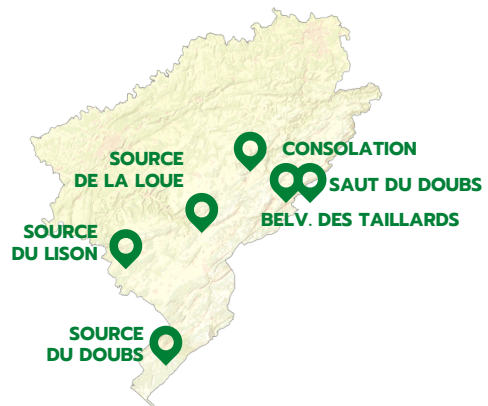 CONSOLATION
SOURCE
DE LA LOUE
SAUT DU DOUBS
BELV. DES TAILLARDS
SOURCE
DU LISON
SOURCE
DU DOUBS